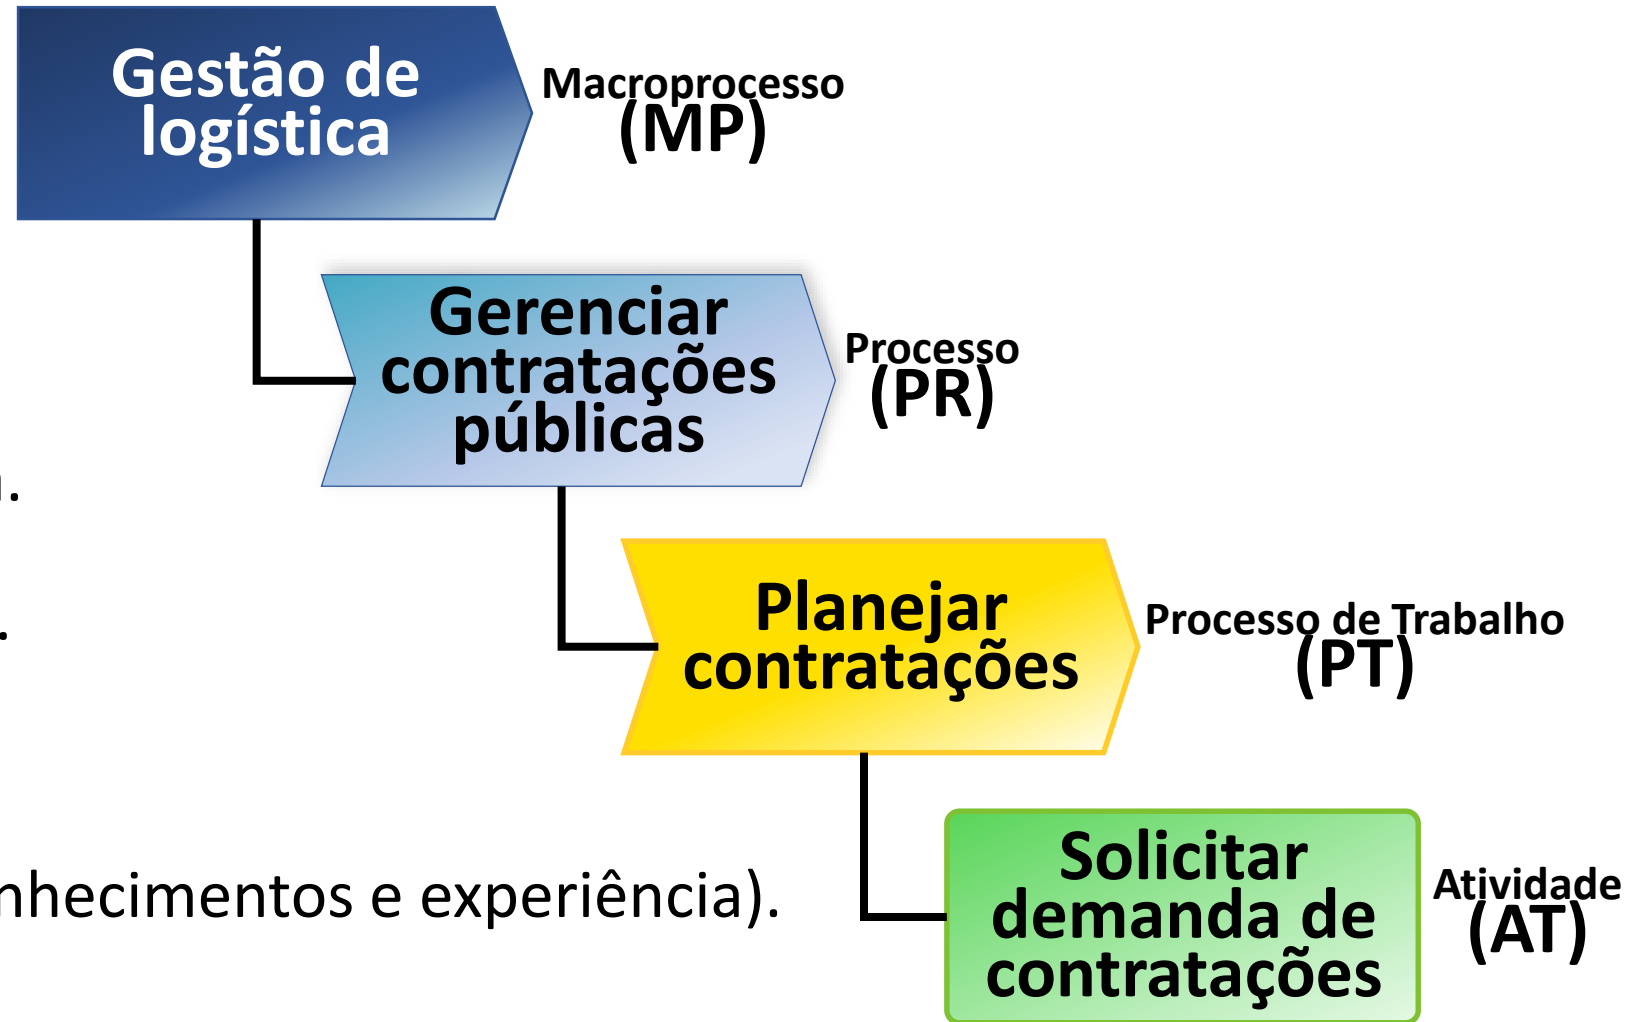 Gestão de
logística
Macroprocesso
(MP)
Gerenciar
contratações
públicas
Processo
(PR)
.
.
Planejar
contratações
Processo de Trabalho
(PT)
nhecimentos e experiência).
Solicitar
demanda de
contratações
Atividade
(AT)